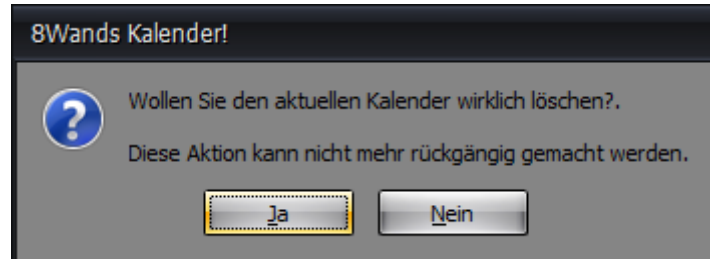 8Wands Kalender!
Wollen Sie den aktuellen Kalender wirklich löschen?.
Diese Aktion kann nicht mehr rückgängig gemacht werden.
Ja Nein